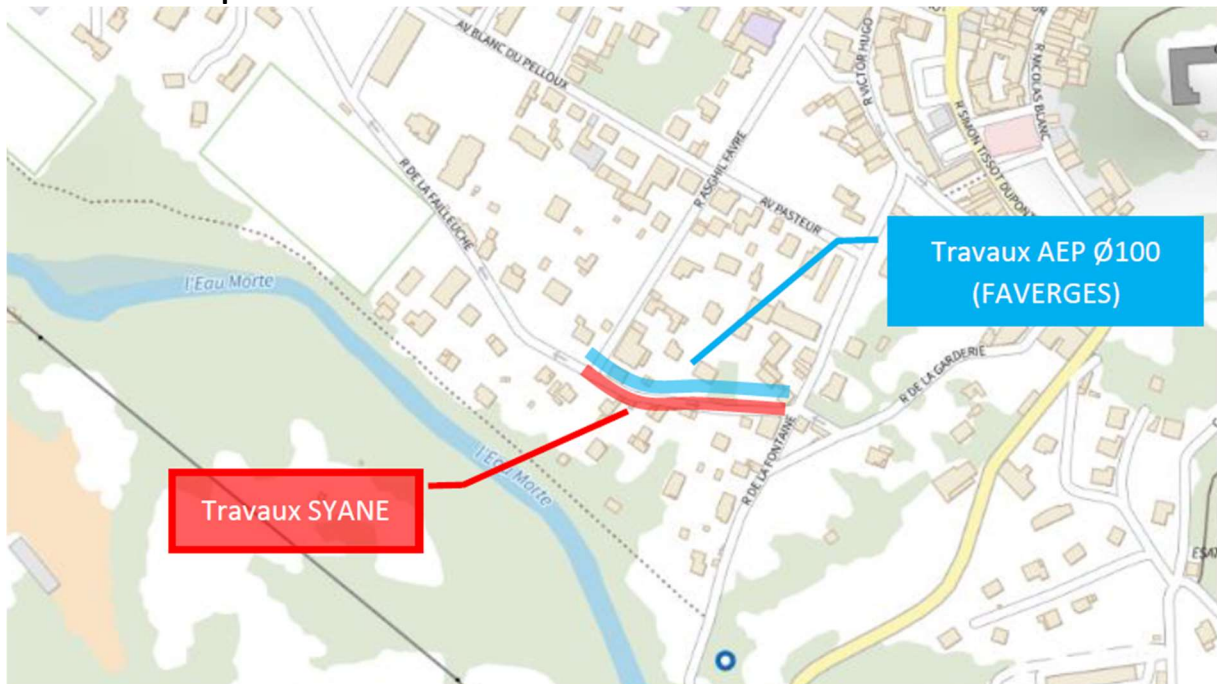 AV BLANC DU PELLOUX
R VICTOR HUGO
R NICOLAS BLANC
R SIMON TISSOT DUPONT
R DE LA FAILLEUCHE
R ASGHIL FAVRE
AV PASTEUR
Travaux AEP Ø100
(FAVERGES)
l'Eau Morte
R DE LA GARDERIE
l'Eau Morte
R DE LA FONTAINE
Travaux SYANE